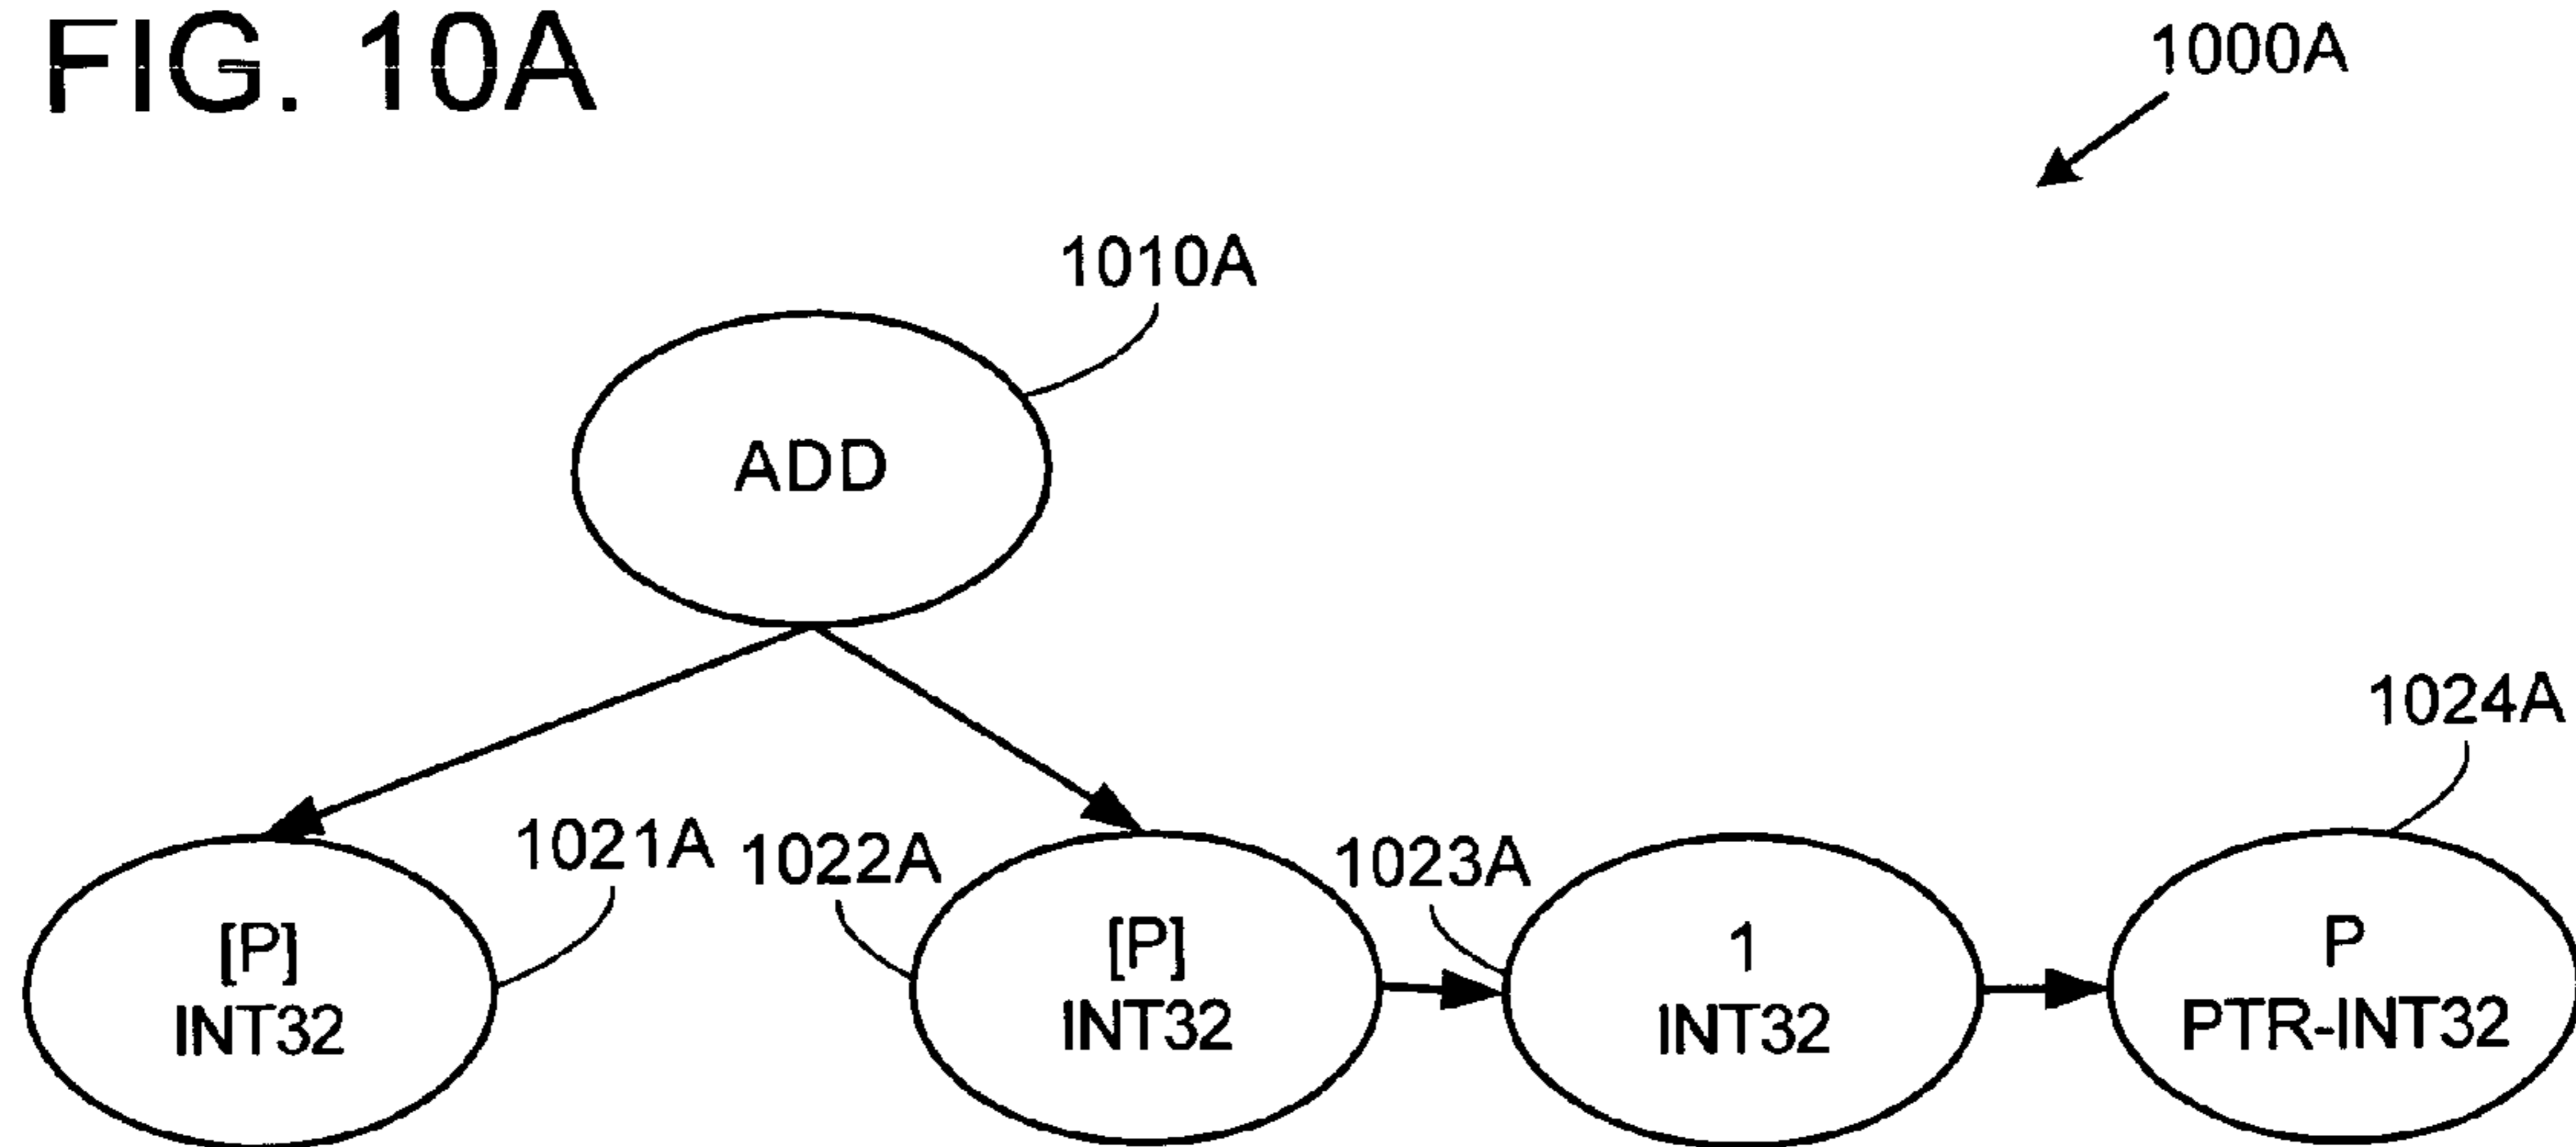 FIG. 10A
1000A
1010A
ADD
1024A
1021A
1022A
1023A
[P]
INT32
[P]
INT32
1
INT32
P
PTR-INT32